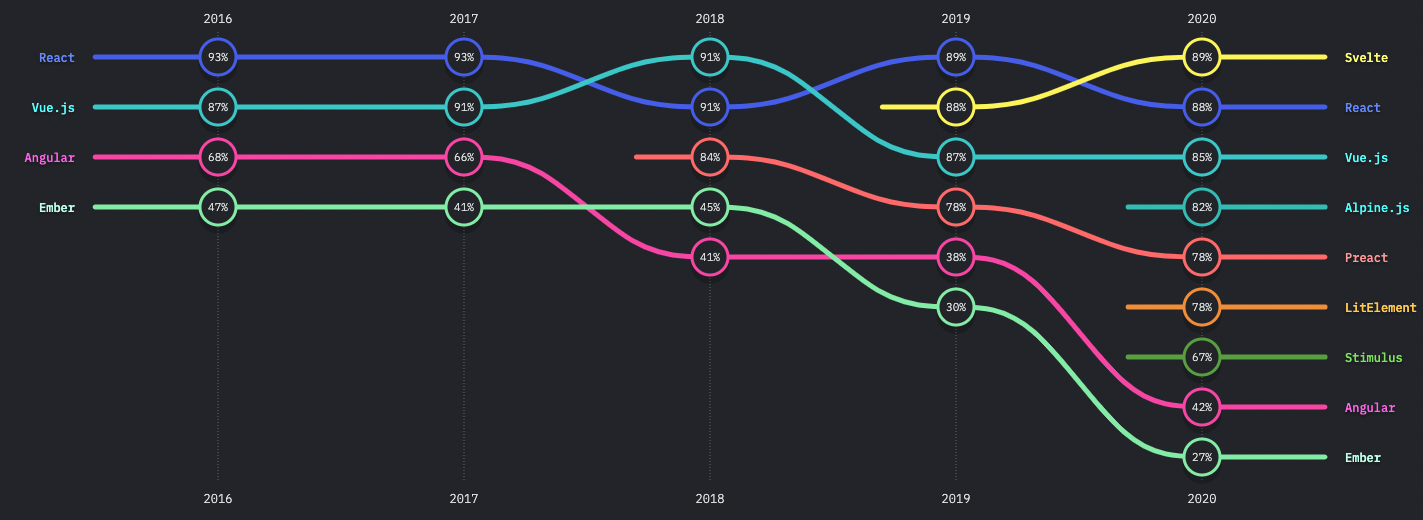 2016 2017 2018 2019 2020
React 93% 93% 91% 89% 89% Svelte
Vue.js 87% 91% 91% 88% 88% React
Angular 68% 66% 84% 87% 85% Vue.js
Ember 47% 41% 45% 78% 82% Alpine.js
41% 38% 78% Preact
30% 78% LitElement
67% Stimulus
42% Angular
27% Ember
2016 2017 2018 2019 2020